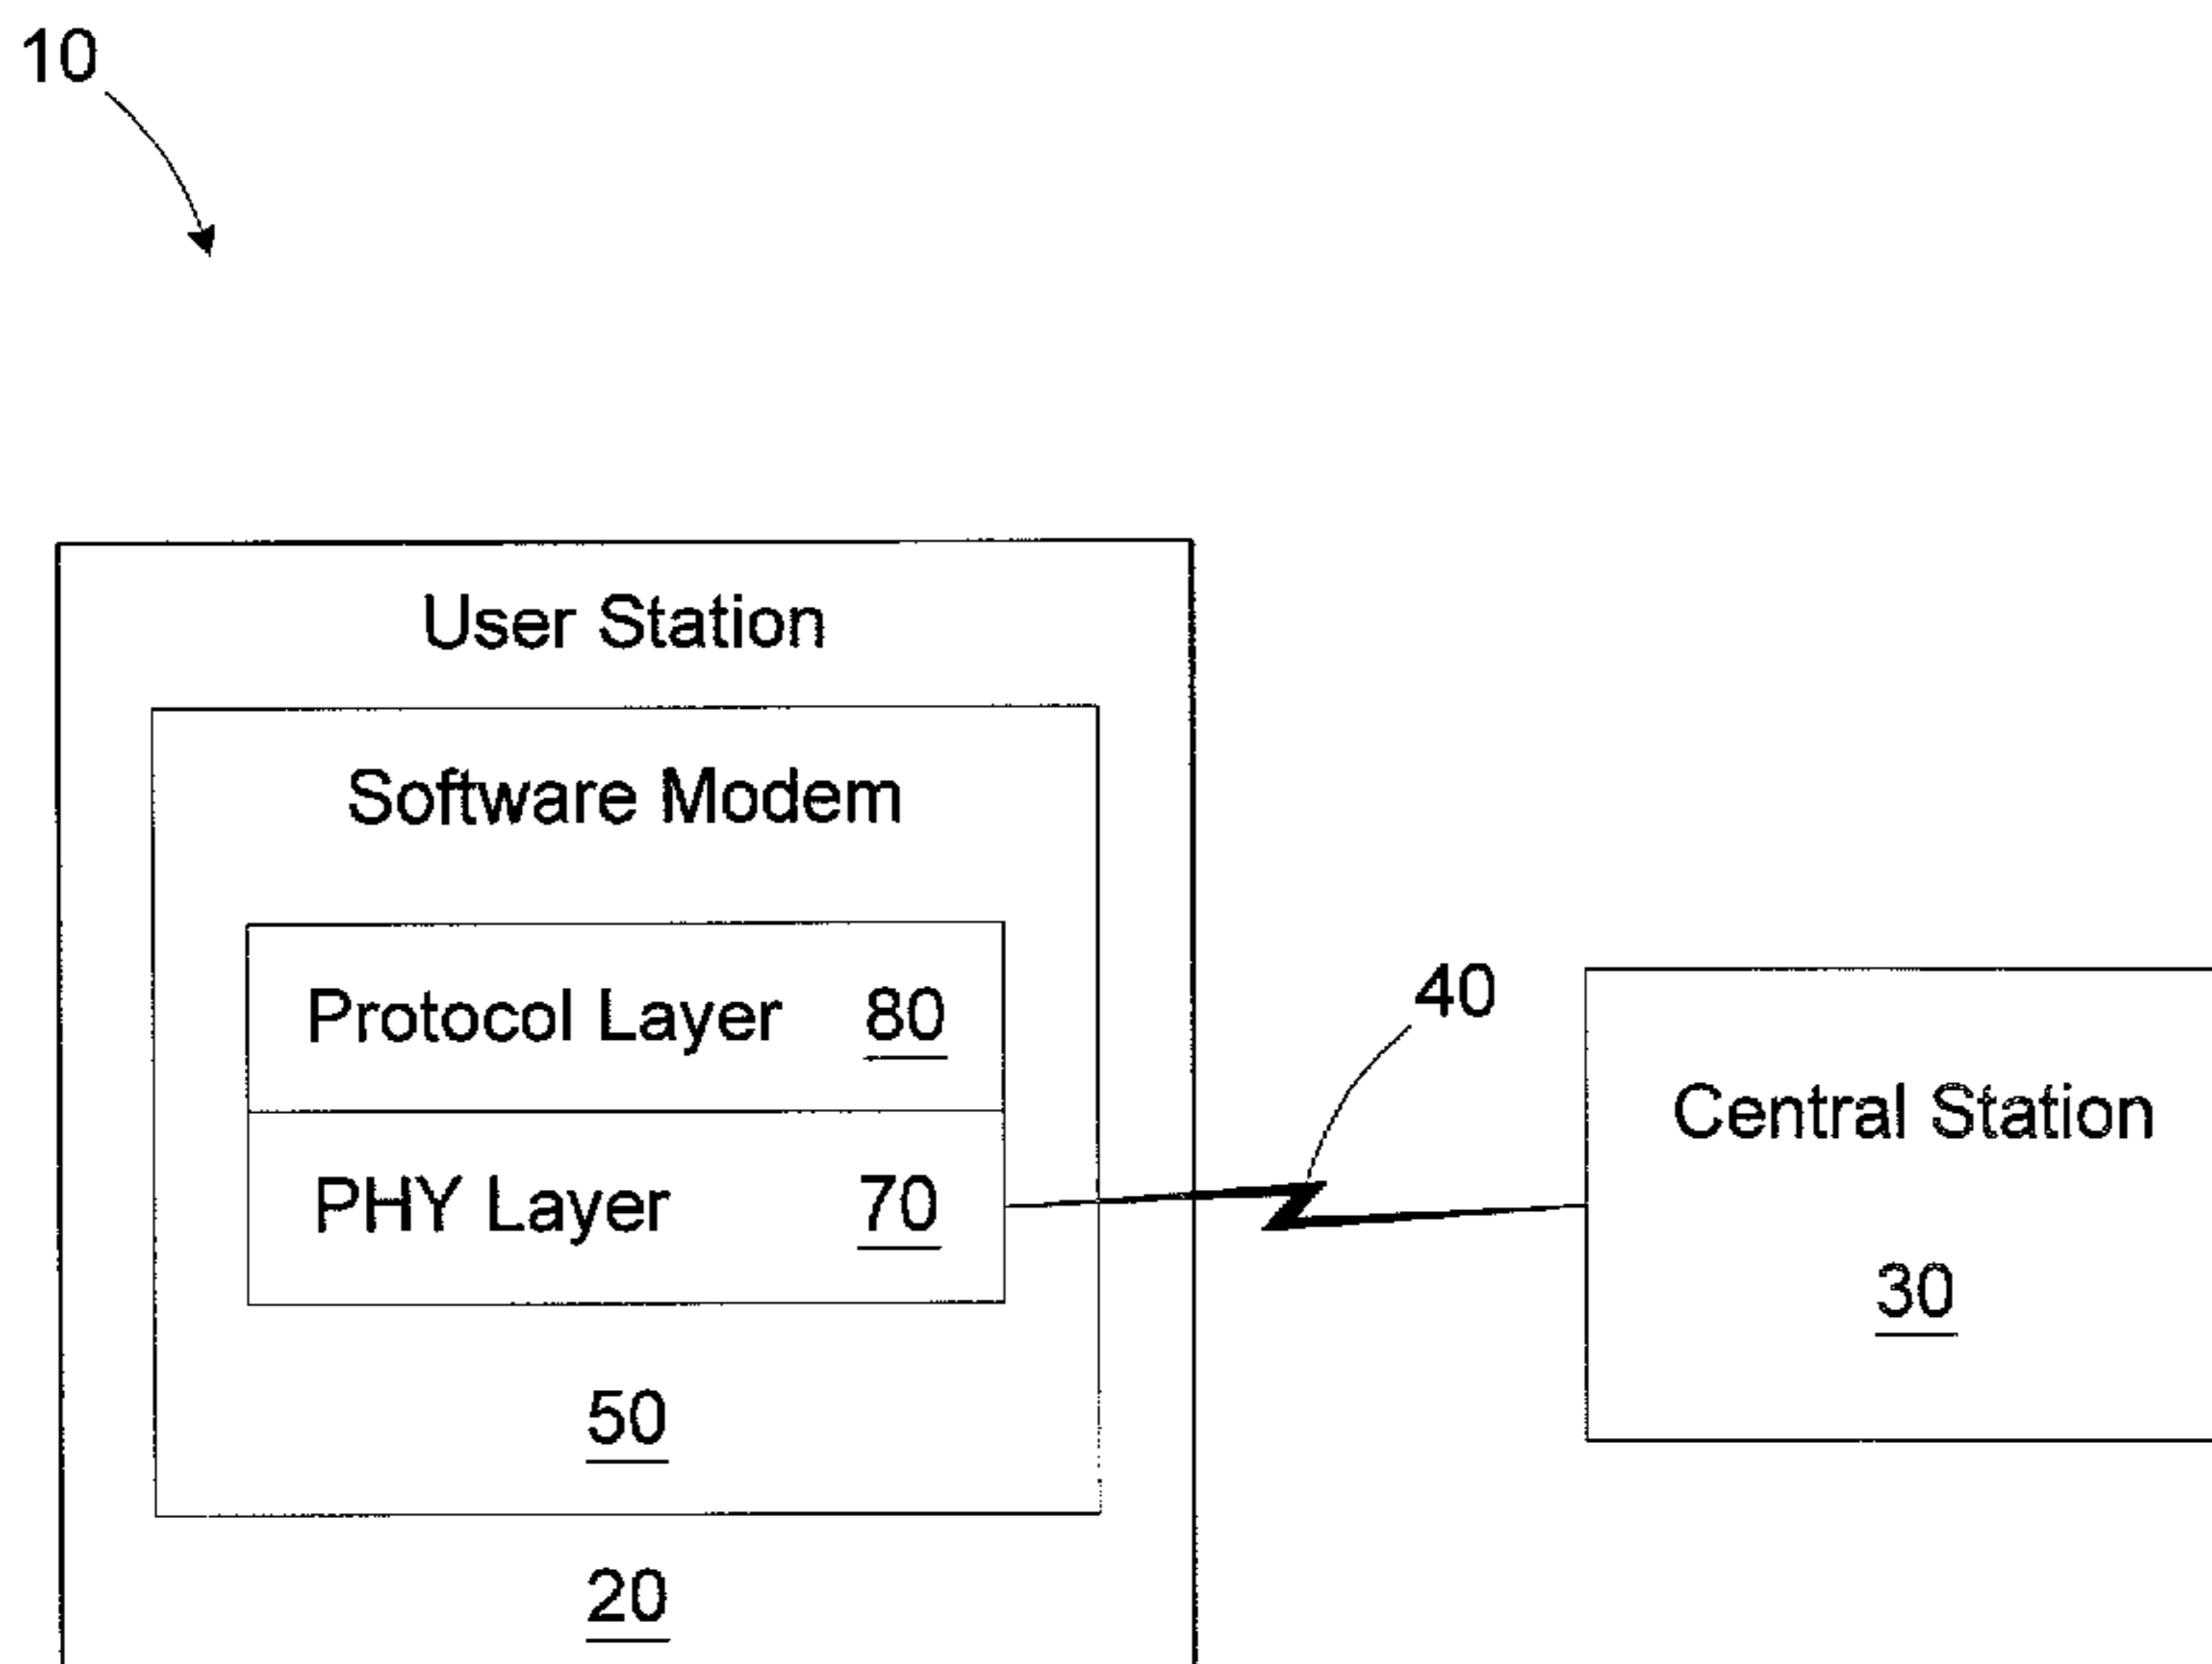 10
User Station
Software Modem
Protocol Layer 80
PHY Layer 70
50
20
40
Central Station
30